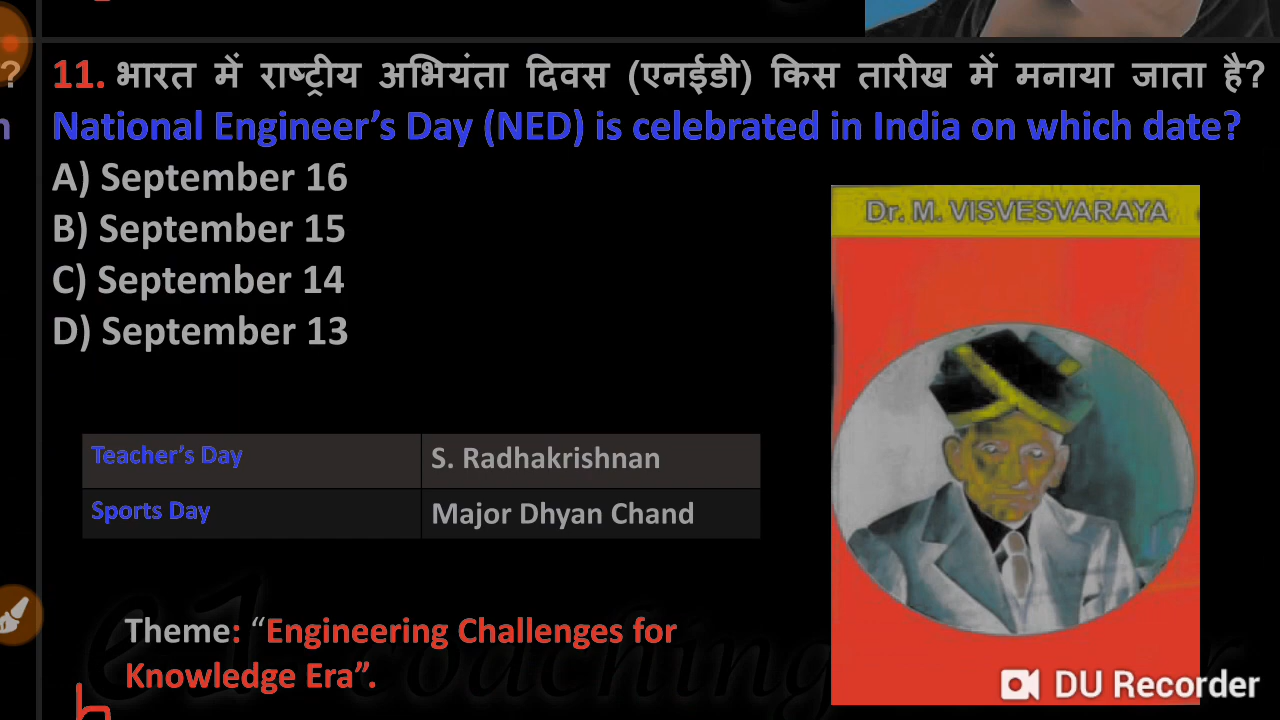 ?
11. भारत में राष्ट्रीय अभियंता दिवस (एनईडी) किस तारीख में मनाया जाता है?
n
National Engineer’s Day (NED) is celebrated in India on which date?
A) September 16
B) September 15
C) September 14
D) September 13
Dr. M. VISVESVARAYA
Teacher’s Day S. Radhakrishnan
Sports Day Major Dhyan Chand
Theme: “Engineering Challenges for
Knowledge Era”.
coaching
DU Recorder